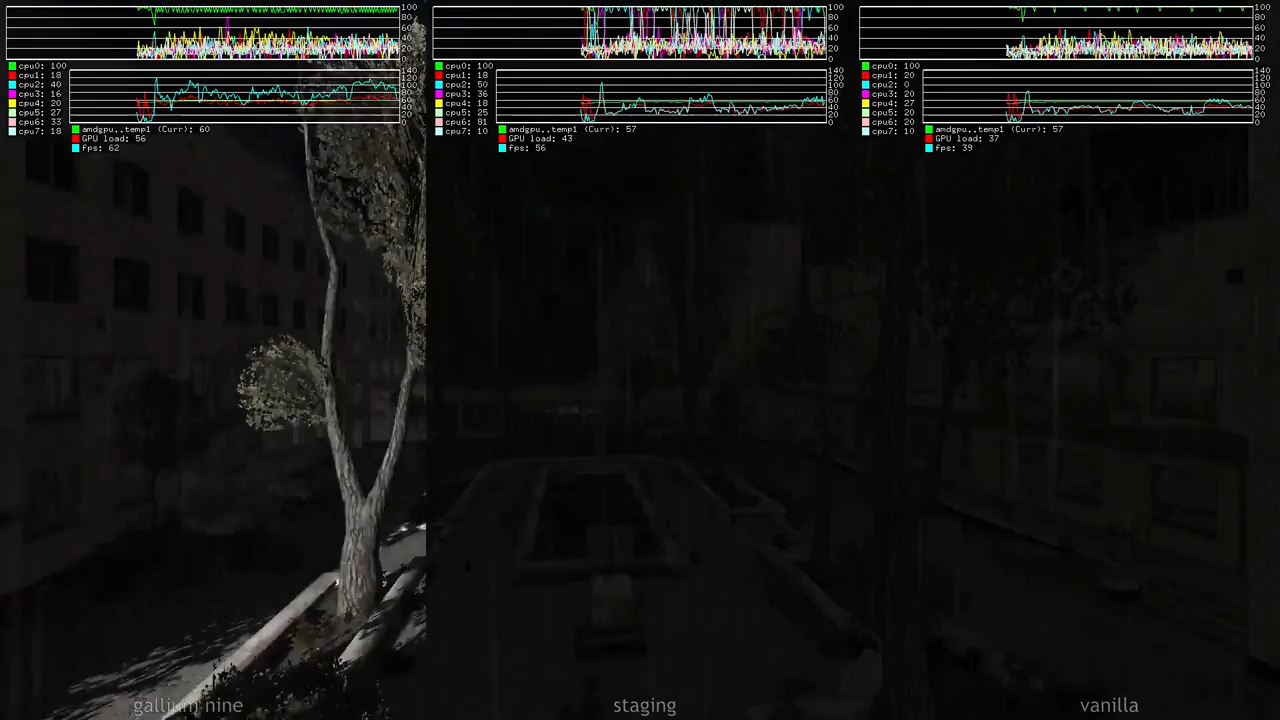 100
80
60
40
20
0
cpu0: 100
cpu1: 18
cpu2: 40
cpu3: 16
cpu4: 20
cpu5: 27
cpu6: 33
cpu7: 18
140
120
100
80
60
40
20
0
amdgpu..temp1 (Curr): 60
GPU load: 56
fps: 62
100
80
60
40
20
0
cpu0: 100
cpu1: 18
cpu2: 50
cpu3: 36
cpu4: 18
cpu5: 25
cpu6: 81
cpu7: 10
140
120
100
80
60
40
20
0
amdgpu..temp1 (Curr): 57
GPU load: 43
fps: 56
100
80
60
40
20
0
cpu0: 100
cpu1: 20
cpu2: 0
cpu3: 20
cpu4: 27
cpu5: 20
cpu6: 20
cpu7: 10
140
120
100
80
60
40
20
0
amdgpu..temp1 (Curr): 57
GPU load: 37
fps: 39
gallium nine
staging
vanilla